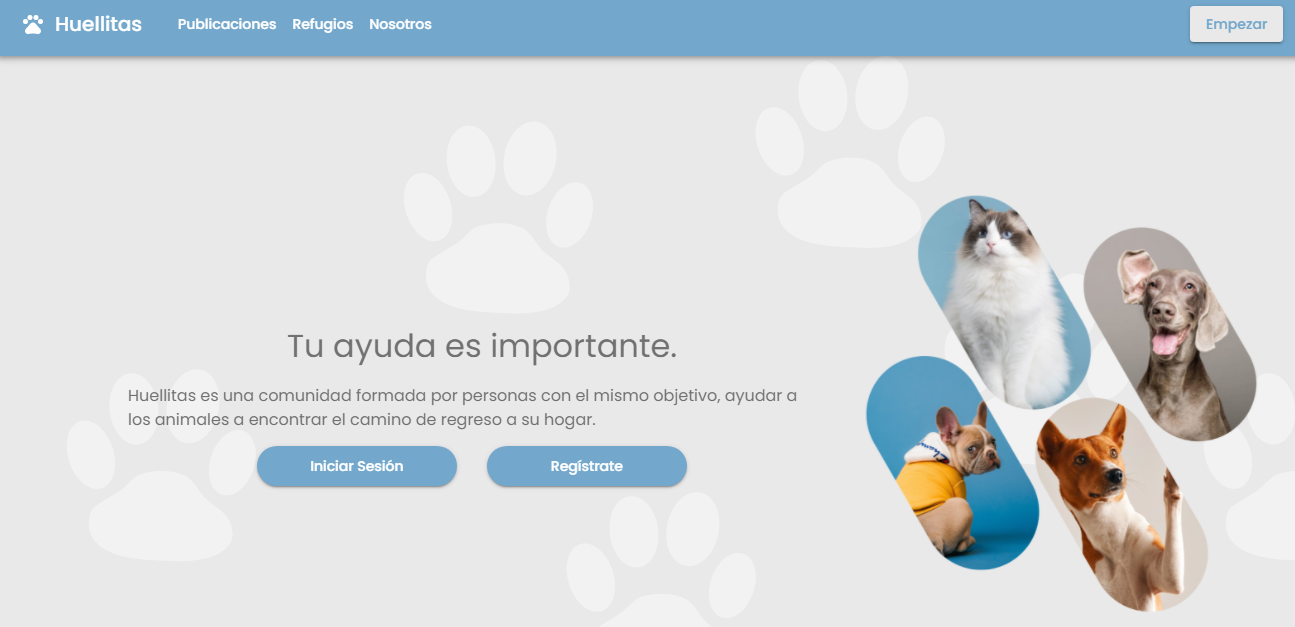 Huellitas
Publicaciones
Refugios
Nosotros
Empezar
Tu ayuda es importante.
Huellitas es una comunidad formada por personas con el mismo objetivo, ayudar a
los animales a encontrar el camino de regreso a su hogar.
Iniciar Sesión
Regístrate